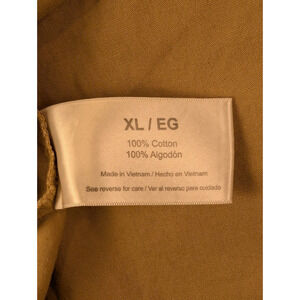 XL / EG
100% Cotton
100% Algodón
Made in Vietnam / Hecho en Vietnam
See reverse for care / Ver al reverso para cuidado